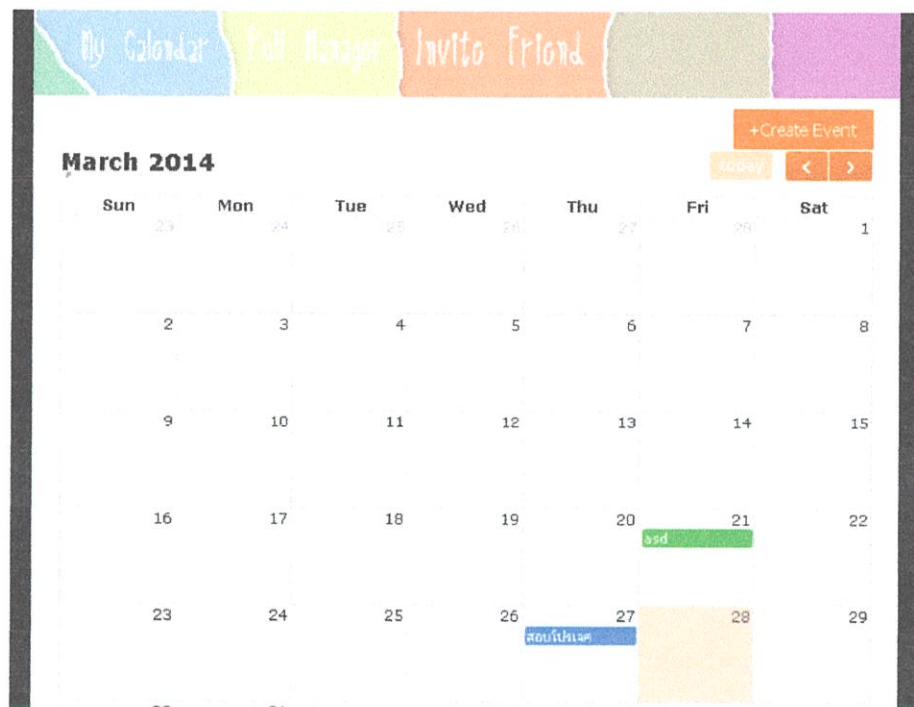 My Calendar Poll Manager Invite Friend
+Create Event
March 2014
today < >
Sun Mon Tue Wed Thu Fri Sat
23 24 25 26 27 28 1
2 3 4 5 6 7 8
9 10 11 12 13 14 15
16 17 18 19 20 21 22
asd
23 24 25 26 27 28 29
สอบโปรเจค
30 31